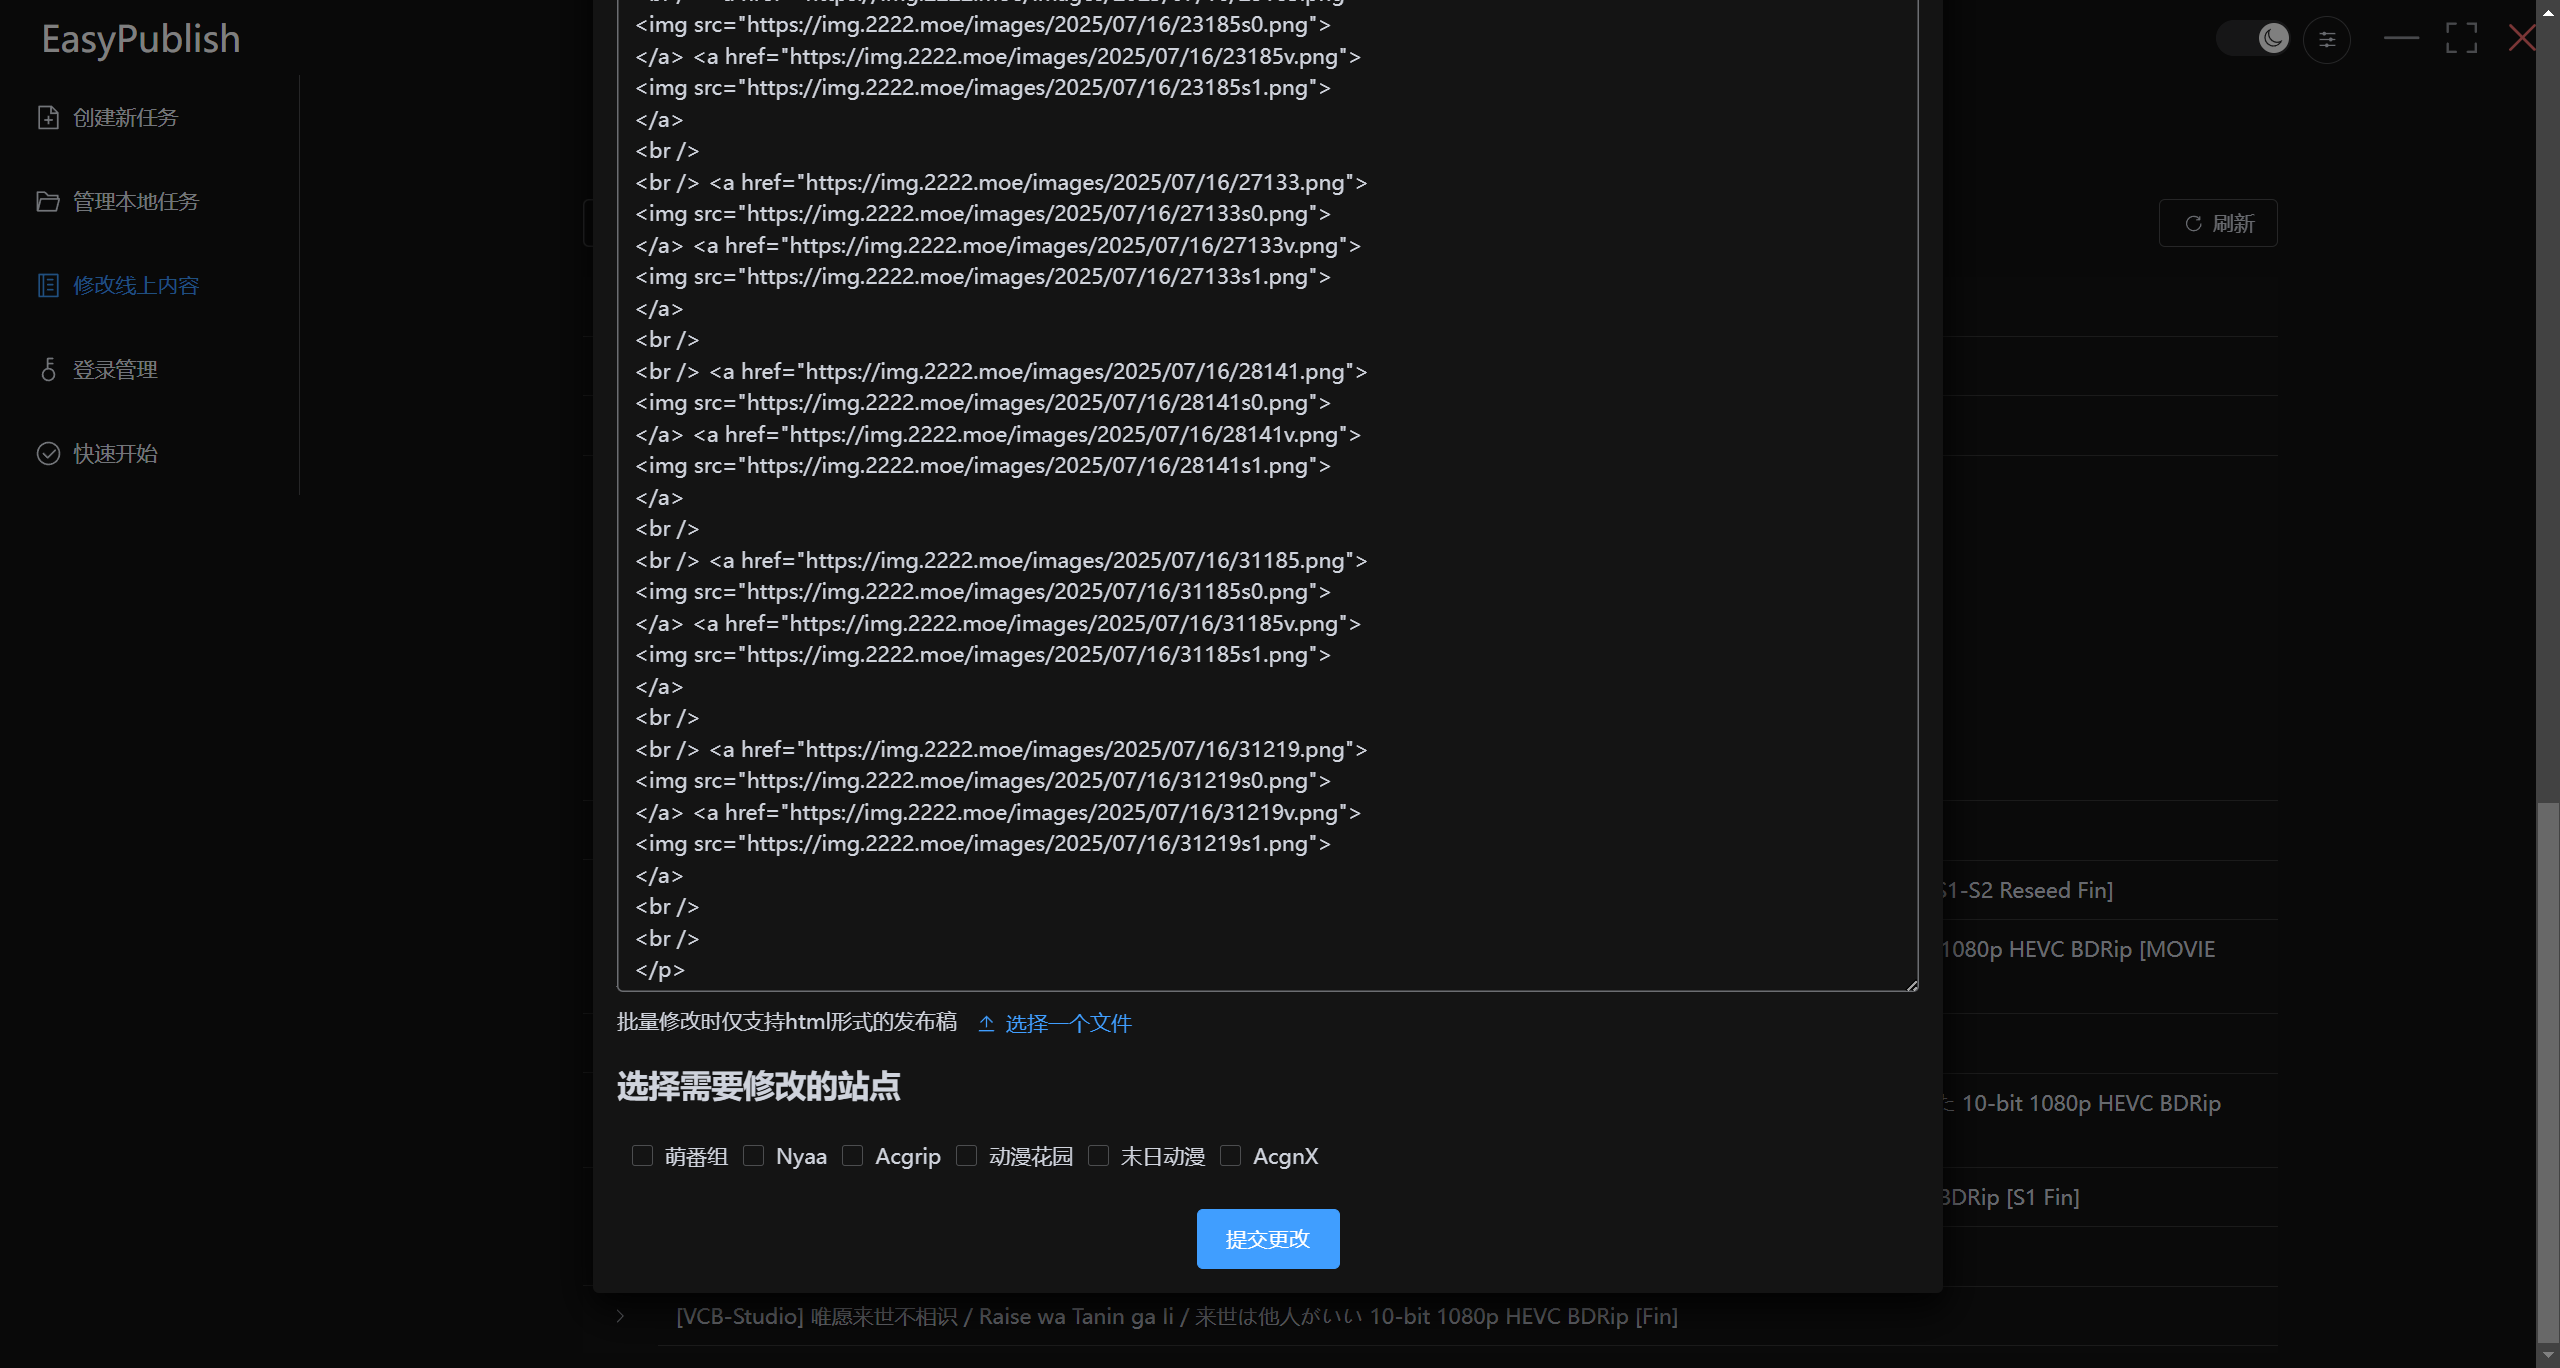 EasyPublish
创建新任务
管理本地任务
修改线上内容
登录管理
快速开始
刷新
<img src="https://img.2222.moe/images/2025/07/16/23185s0.png">
</a> <a href="https://img.2222.moe/images/2025/07/16/23185v.png">
<img src="https://img.2222.moe/images/2025/07/16/23185s1.png">
</a>
<br />
<br /> <a href="https://img.2222.moe/images/2025/07/16/27133.png">
<img src="https://img.2222.moe/images/2025/07/16/27133s0.png">
</a> <a href="https://img.2222.moe/images/2025/07/16/27133v.png">
<img src="https://img.2222.moe/images/2025/07/16/27133s1.png">
</a>
<br />
<br /> <a href="https://img.2222.moe/images/2025/07/16/28141.png">
<img src="https://img.2222.moe/images/2025/07/16/28141s0.png">
</a> <a href="https://img.2222.moe/images/2025/07/16/28141v.png">
<img src="https://img.2222.moe/images/2025/07/16/28141s1.png">
</a>
<br />
<br /> <a href="https://img.2222.moe/images/2025/07/16/31185.png">
<img src="https://img.2222.moe/images/2025/07/16/31185s0.png">
</a> <a href="https://img.2222.moe/images/2025/07/16/31185v.png">
<img src="https://img.2222.moe/images/2025/07/16/31185s1.png">
</a>
<br />
<br /> <a href="https://img.2222.moe/images/2025/07/16/31219.png">
<img src="https://img.2222.moe/images/2025/07/16/31219s0.png">
</a> <a href="https://img.2222.moe/images/2025/07/16/31219v.png">
<img src="https://img.2222.moe/images/2025/07/16/31219s1.png">
</a>
<br />
<br />
</p>
批量修改时仅支持html形式的发布稿 选择一个文件
选择需要修改的站点
萌番组 Nyaa Acgrip 动漫花园 末日动漫 AcgnX
提交更改
S1-S2 Reseed Fin]
1080p HEVC BDRip [MOVIE
た 10-bit 1080p HEVC BDRip
BDRip [S1 Fin]
[VCB-Studio] 唯愿来世不相识 / Raise wa Tanin ga Ii / 来世は他人がいい 10-bit 1080p HEVC BDRip [Fin]